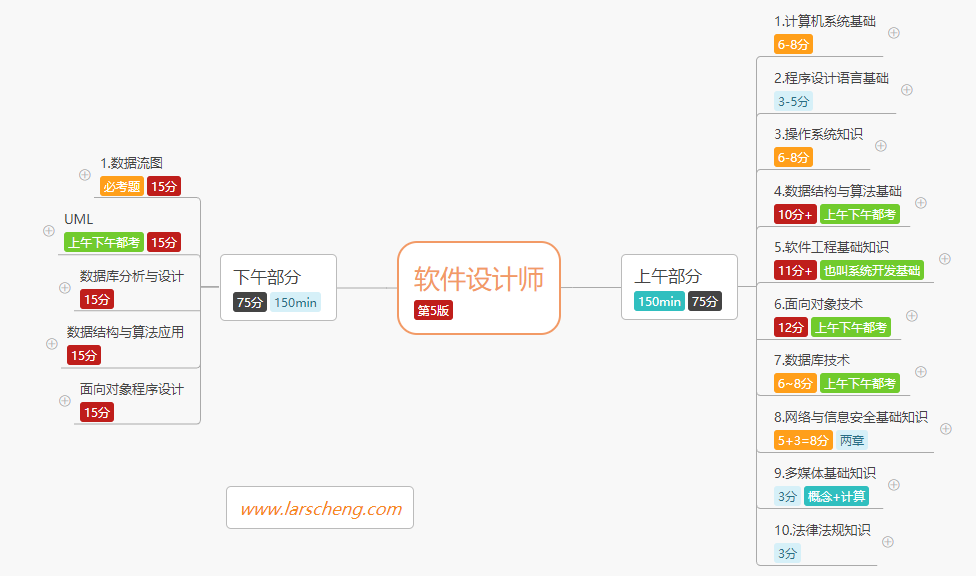 软件设计师
第5版
上午部分
150min 75分
1.计算机系统基础
6-8分
2.程序设计语言基础
3-5分
3.操作系统知识
6-8分
4.数据结构与算法基础
10分+ 上午下午都考
5.软件工程基础知识
11分+ 也叫系统开发基础
6.面向对象技术
12分 上午下午都考
7.数据库技术
6~8分 上午下午都考
8.网络与信息安全基础知识
5+3=8分 两章
9.多媒体基础知识
3分 概念+计算
10.法律法规知识
3分
下午部分
75分 150min
1.数据流图
必考题 15分
UML
上午下午都考 15分
数据库分析与设计
15分
数据结构与算法应用
15分
面向对象程序设计
15分
www.larscheng.com